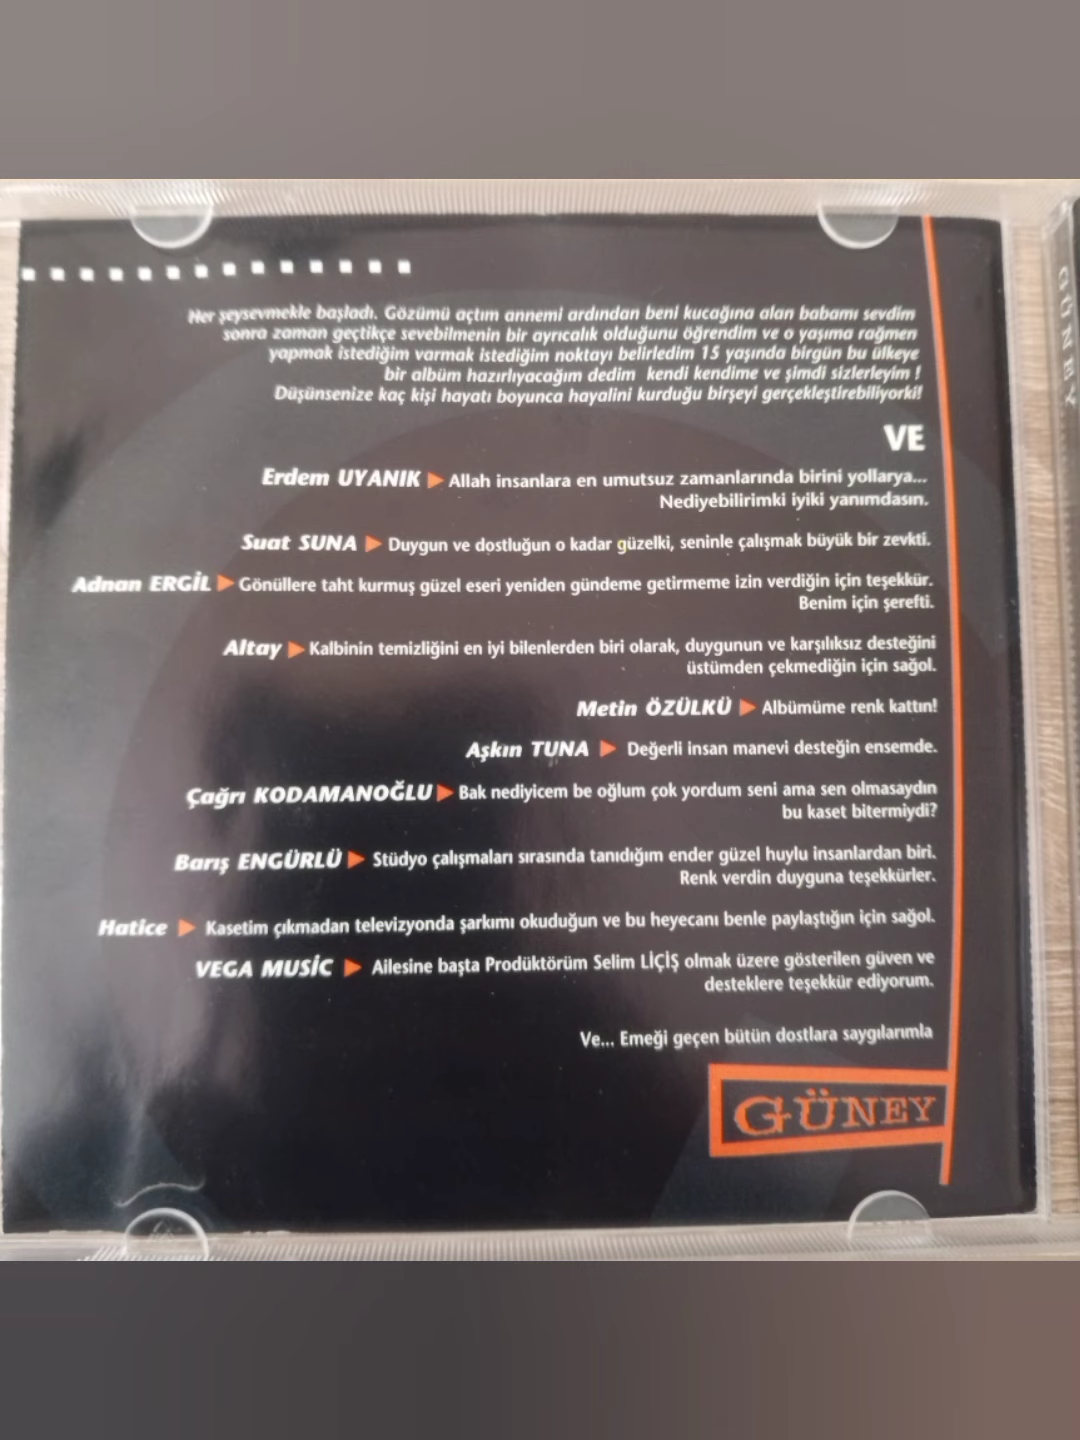 Her şeysevmekle başladı. Gözümü açtım annemi ardından beni kucağına alan babamı sevdim
sonra zaman geçtikçe sevebilmenin bir ayrıcalık olduğunu öğrendim ve o yaşıma rağmen
yapmak istediğim varmak istediğim noktayı belirledim 15 yaşında birgün bu ülkeye
bir albüm hazırlıyacağım dedim kendi kendime ve şimdi sizlerleyim !
Düşünsenize kaç kişi hayatı boyunca hayalini kurduğu birşeyi gerçekleştirebiliyorki!
VE
Erdem UYANIK ▶ Allah insanlara en umutsuz zamanlarında birini yollarya...
Nediyebilirimki iyiki yanımdasın.
Suat SUNA ▶ Duygun ve dostluğun o kadar güzelki, seninle çalışmak büyük bir zevkti.
Adnan ERGİL ▶ Gönüllere taht kurmuş güzel eseri yeniden gündeme getirmeme izin verdiğin için teşekkür.
Benim için şerefti.
Altay ▶ Kalbinin temizliğini en iyi bilenlerden biri olarak, duygunun ve karşılıksız desteğini
üstümden çekmediğin için sağol.
Metin ÖZÜLKÜ ▶ Albümüme renk kattın!
Aşkın TUNA ▶ Değerli insan manevi desteğin ensemde.
Çağrı KODAMANOĞLU ▶ Bak nediyicem be oğlum çok yordum seni ama sen olmasaydın
bu kaset bitermiydi?
Barış ENGÜRLÜ ▶ Stüdyo çalışmaları sırasında tanıdığım ender güzel huylu insanlardan biri.
Renk verdin duyguna teşekkürler.
Hatice ▶ Kasetim çıkmadan televizyonda şarkımı okuduğun ve bu heyecanı benle paylaştığın için sağol.
VEGA MUSİC ▶ Ailesine başta Prodüktörüm Selim LİÇİŞ olmak üzere gösterilen güven ve
desteklere teşekkür ediyorum.
Ve... Emeği geçen bütün dostlara saygılarımla
GÜNEY
GÜNEY